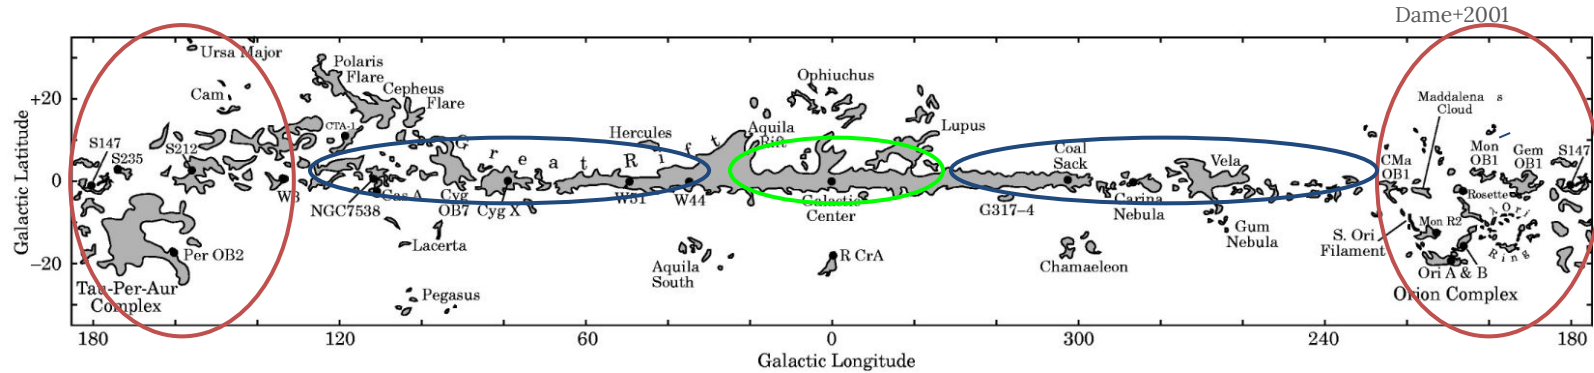 Dame+2001
Ursa Major
Polaris
Flare
Cam
Cepheus
Flare
Ophiuchus
Maddalena s
Cloud
CTA-1
Hercules
Great Rift
Aquila
Rift
Lupus
Coal
Sack
Vela
CMa
OB1
Mon
OB1
Gem
OB1
S147
S147
S235
S212
W3
NGC7538
Cas A
Cyg
OB7
Cyg X
W51
W44
Galactic
Center
G317-4
Carina
Nebula
Gum
Nebula
Rosette
Mon R2
S. Ori
Filament
λ Ori
Ring
Ori A & B
Orion Complex
Per OB2
Tau-Per-Aur
Complex
Lacerta
Pegasus
Aquila
South
R CrA
Chamaeleon
Galactic Latitude
+20
0
−20
180
120
60
0
300
240
180
Galactic Longitude